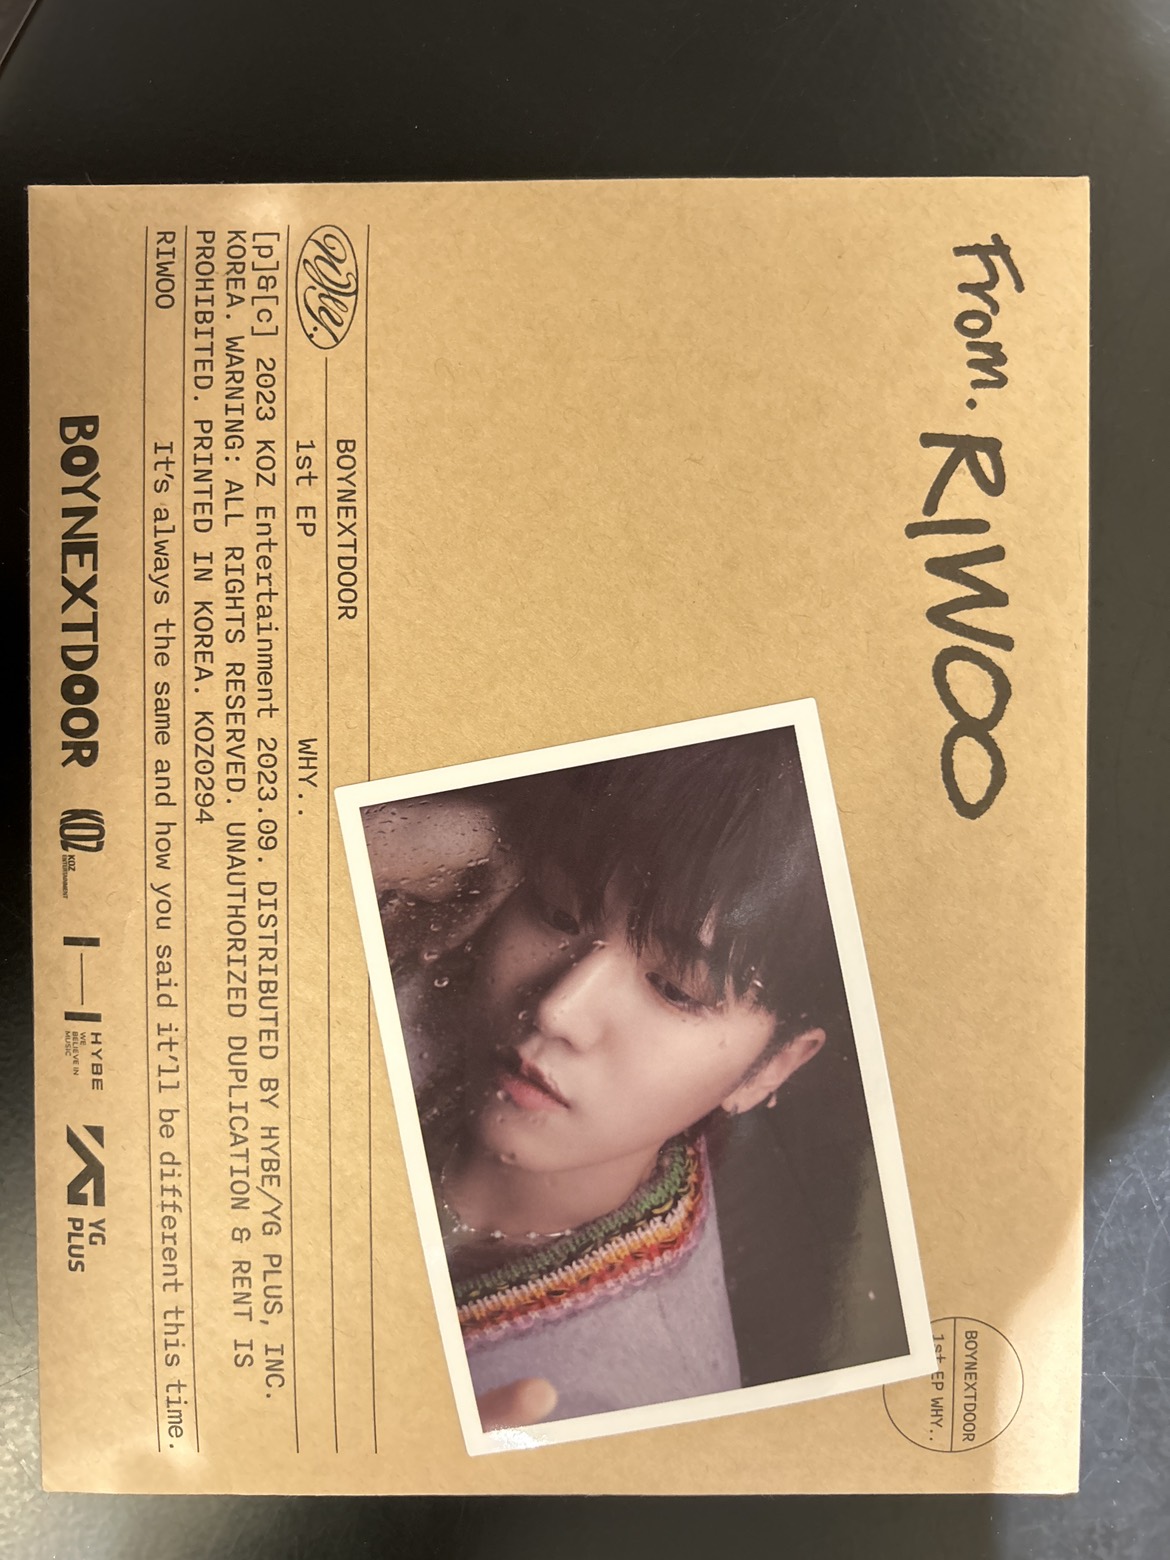 From. RIWOO
BOYNEXTDOOR
Why. 1st EP WHY..
[p]&[c] 2023 KOZ Entertainment 2023.09. DISTRIBUTED BY HYBE/YG PLUS, INC.
KOREA. WARNING: ALL RIGHTS RESERVED. UNAUTHORIZED DUPLICATION & RENT IS
PROHIBITED. PRINTED IN KOREA. KOZ0294
RIWOO It's always the same and how you said it'll be different this time.
BOYNEXTDOOR KOZ
KOZ
ENTERTAINMENT
HYBE
WE
BELIEVE IN
MUSIC
YG
PLUS
BOYNEXTDOOR
1st EP WHY..